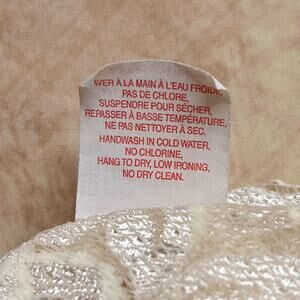 AVER À LA MAIN À L'EAU FROIDE,
PAS DE CHLORE,
SUSPENDRE POUR SÉCHER,
REPASSER À BASSE TEMPÉRATURE,
NE PAS NETTOYER À SEC.
HANDWASH IN COLD WATER,
NO CHLORINE,
HANG TO DRY, LOW IRONING,
NO DRY CLEAN.